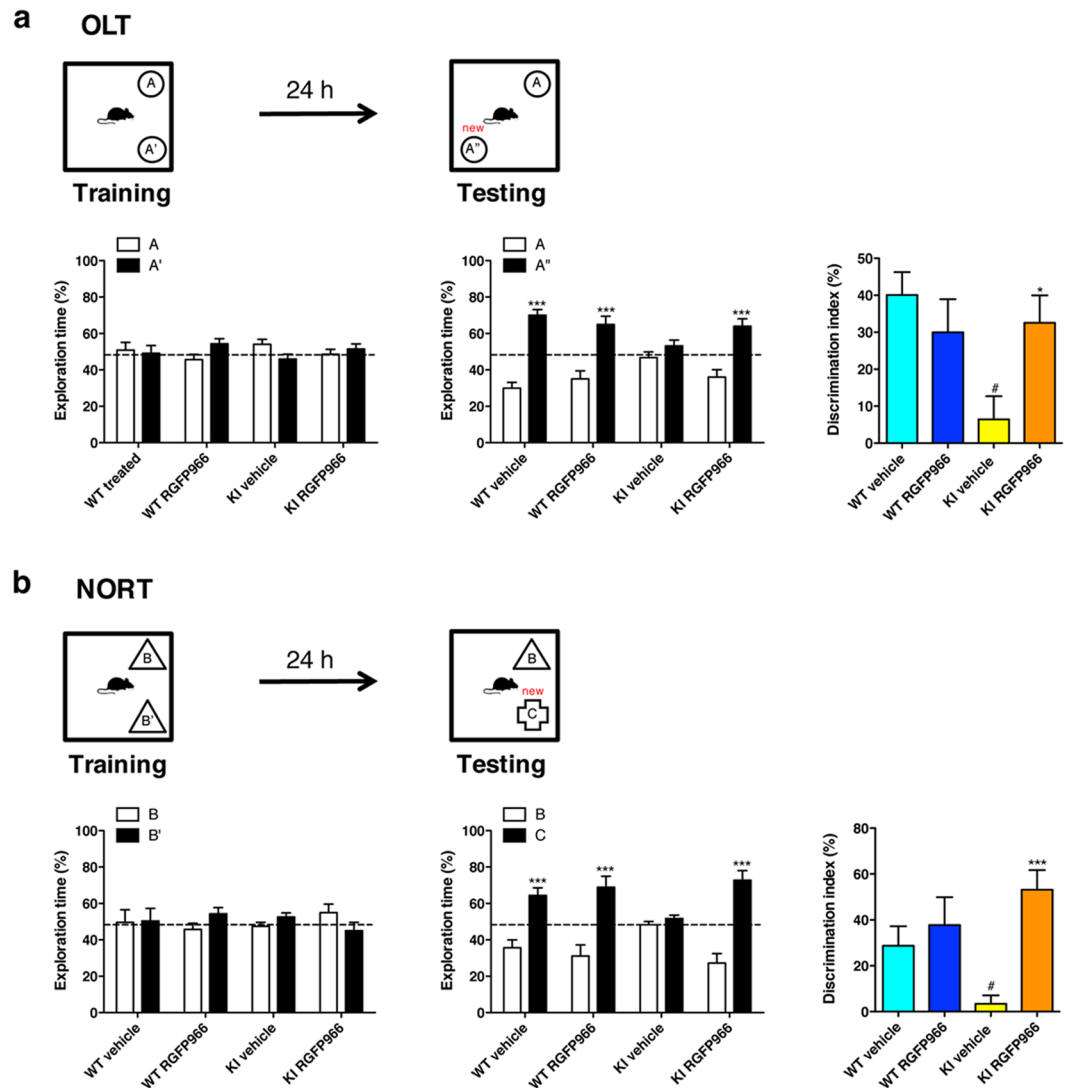 a OLT
A
A'
24 h
A
new
A"
Training
Testing
A
A'
Exploration time (%)
100
80
60
40
20
0
WT treated
WT RGFP966
KI vehicle
KI RGFP966
A
A"
Exploration time (%)
100
80
60
40
20
0
***
***
***
WT vehicle
WT RGFP966
KI vehicle
KI RGFP966
Discrimination index (%)
50
40
30
20
10
0
#
*
WT vehicle
WT RGFP966
KI vehicle
KI RGFP966
b NORT
B
B'
24 h
B
new
C
Training
Testing
B
B'
Exploration time (%)
100
80
60
40
20
0
WT vehicle
WT RGFP966
KI vehicle
KI RGFP966
B
C
Exploration time (%)
100
80
60
40
20
0
***
***
***
WT vehicle
WT RGFP966
KI vehicle
KI RGFP966
Discrimination index (%)
80
60
40
20
0
#
***
WT vehicle
WT RGFP966
KI vehicle
KI RGFP966